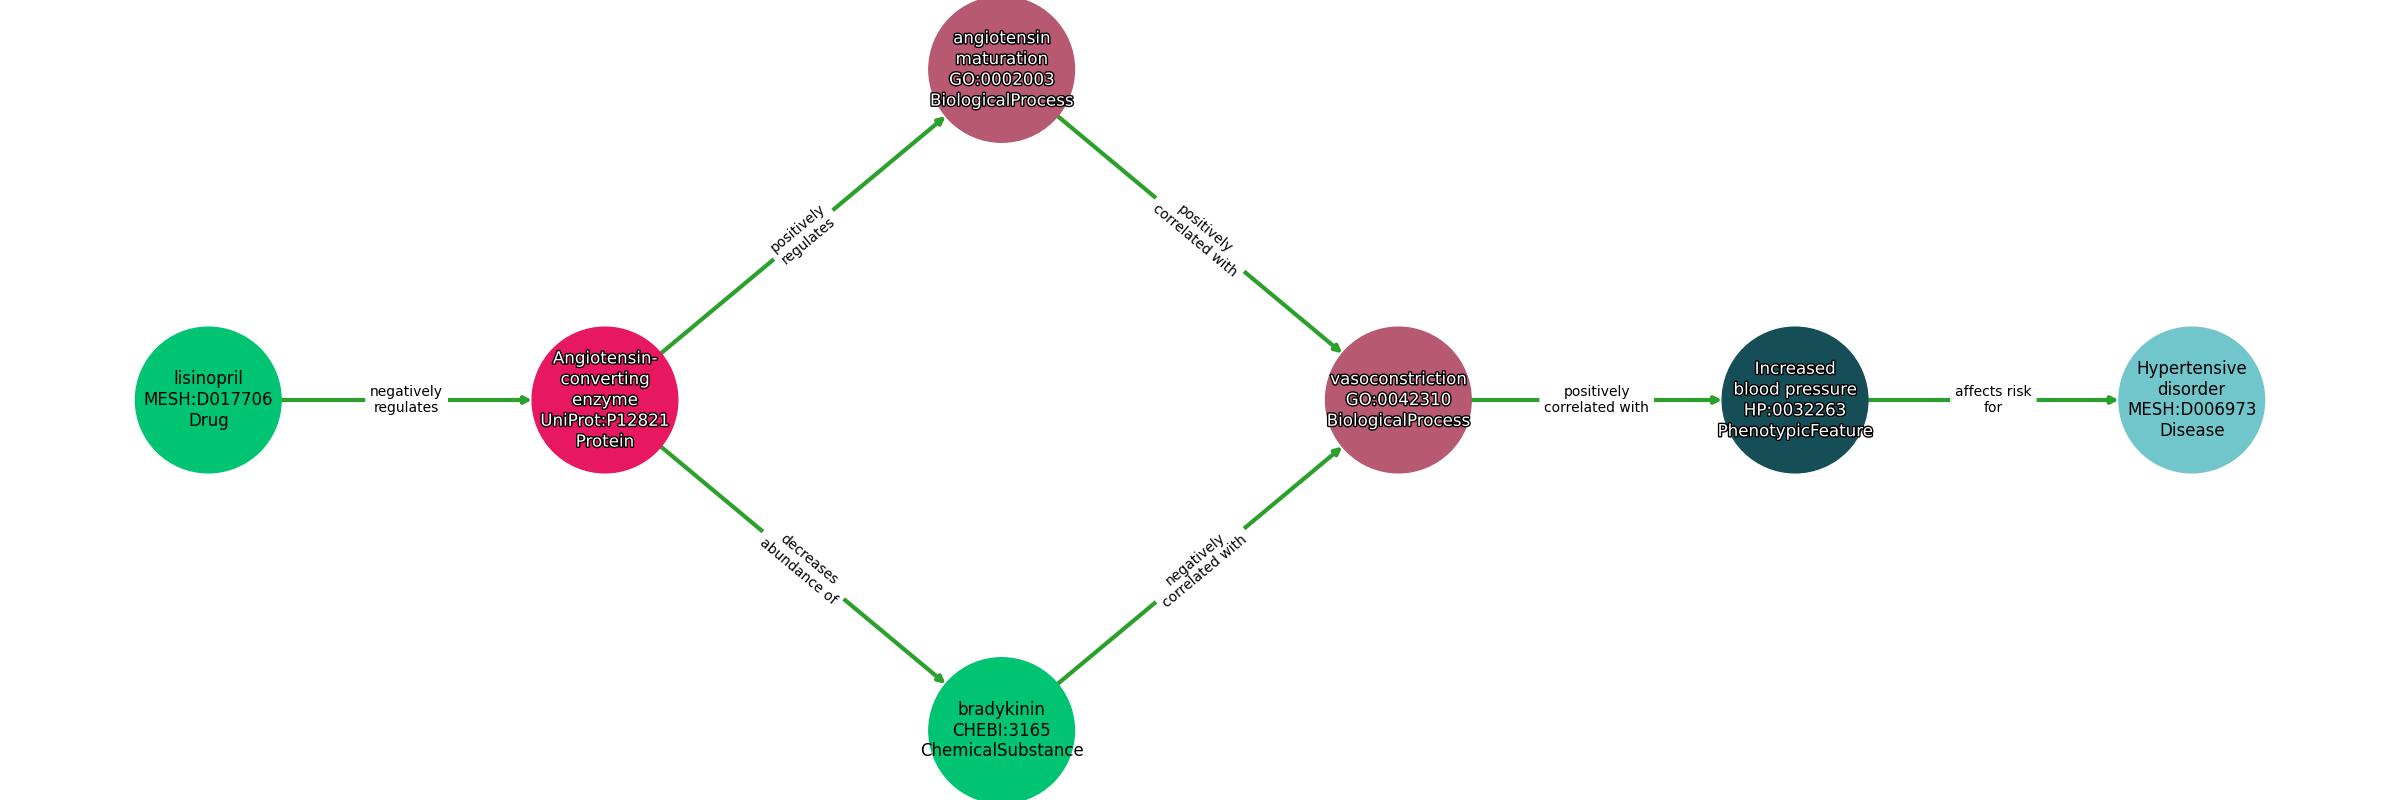 angiotensin
maturation
GO:0002003
BiologicalProcess
positively
regulates
positively
correlated with
lisinopril
MESH:D017706
Drug
negatively
regulates
Angiotensin-
converting
enzyme
UniProt:P12821
Protein
vasoconstriction
GO:0042310
BiologicalProcess
positively
correlated with
Increased
blood pressure
HP:0032263
PhenotypicFeature
affects risk
for
Hypertensive
disorder
MESH:D006973
Disease
decreases
abundance of
negatively
correlated with
bradykinin
CHEBI:3165
ChemicalSubstance